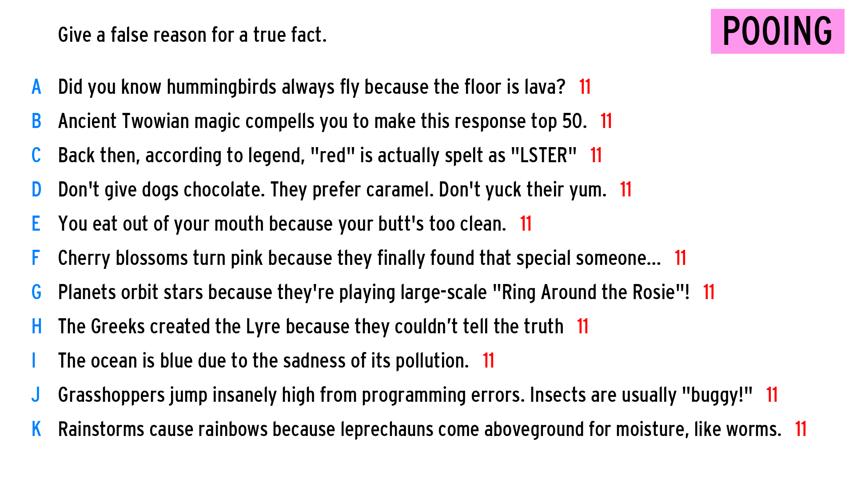 Give a false reason for a true fact.
POOING
A Did you know hummingbirds always fly because the floor is lava? 11
B Ancient Twowian magic compells you to make this response top 50. 11
C Back then, according to legend, "red" is actually spelt as "LSTER" 11
D Don't give dogs chocolate. They prefer caramel. Don't yuck their yum. 11
E You eat out of your mouth because your butt's too clean. 11
F Cherry blossoms turn pink because they finally found that special someone... 11
G Planets orbit stars because they're playing large-scale "Ring Around the Rosie"! 11
H The Greeks created the Lyre because they couldn’t tell the truth 11
I The ocean is blue due to the sadness of its pollution. 11
J Grasshoppers jump insanely high from programming errors. Insects are usually "buggy!" 11
K Rainstorms cause rainbows because leprechauns come aboveground for moisture, like worms. 11